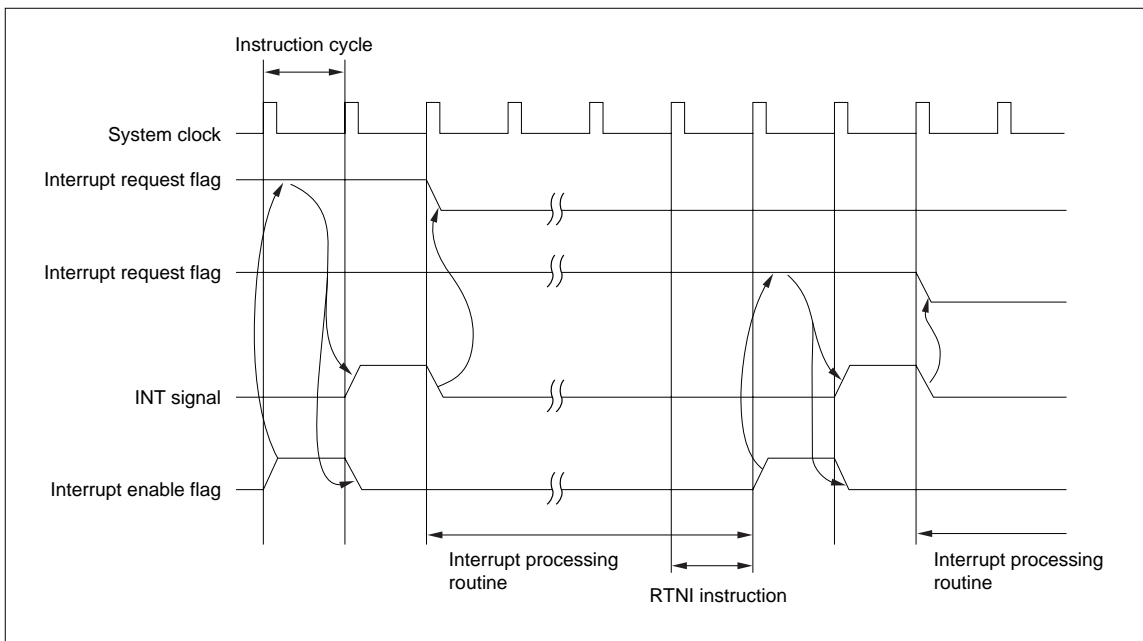 Instruction cycle
System clock
Interrupt request flag
Interrupt request flag
INT signal
Interrupt enable flag
Interrupt processing
routine
RTNI instruction
Interrupt processing
routine